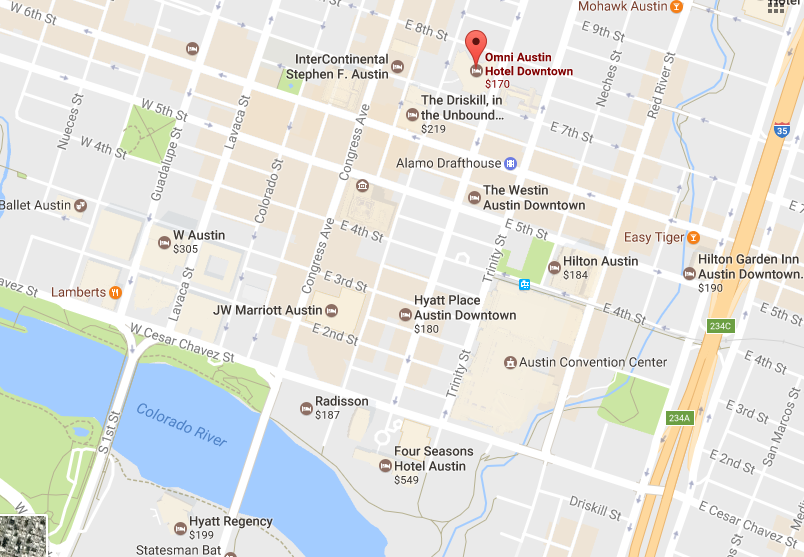 Mohawk Austin
Hotel
E 9th St
E 8th St
InterContinental
Stephen F. Austin
Omni Austin
Hotel Downtown
$170
Neches St
Red River St
W 6th St
W 5th St
Nueces St
Lavaca St
Congress Ave
The Driskill, in
the Unbound...
$219
E 7th St
35
W 4th St
Guadalupe St
Colorado St
Alamo Drafthouse
The Westin
Austin Downtown
Ballet Austin
W Austin
$305
E 4th St
E 5th St
Easy Tiger
Trinity St
Hilton Austin
$184
Hilton Garden Inn
Austin Downtown.
$190
Congress Ave
E 3rd St
Lamberts
Lavaca St
avez St
JW Marriott Austin
Hyatt Place
Austin Downtown
$180
E 4th St
234C
E 2nd St
W Cesar Chavez St
Trinity St
Austin Convention Center
E 4th St
Radisson
$187
234A
E 3rd St
San Marcos St
Colorado River
S 1st St
Four Seasons
Hotel Austin
$549
E 2nd St
Driskill St
E Cesar Chavez
Hyatt Regency
$199
Statesman Bat
W